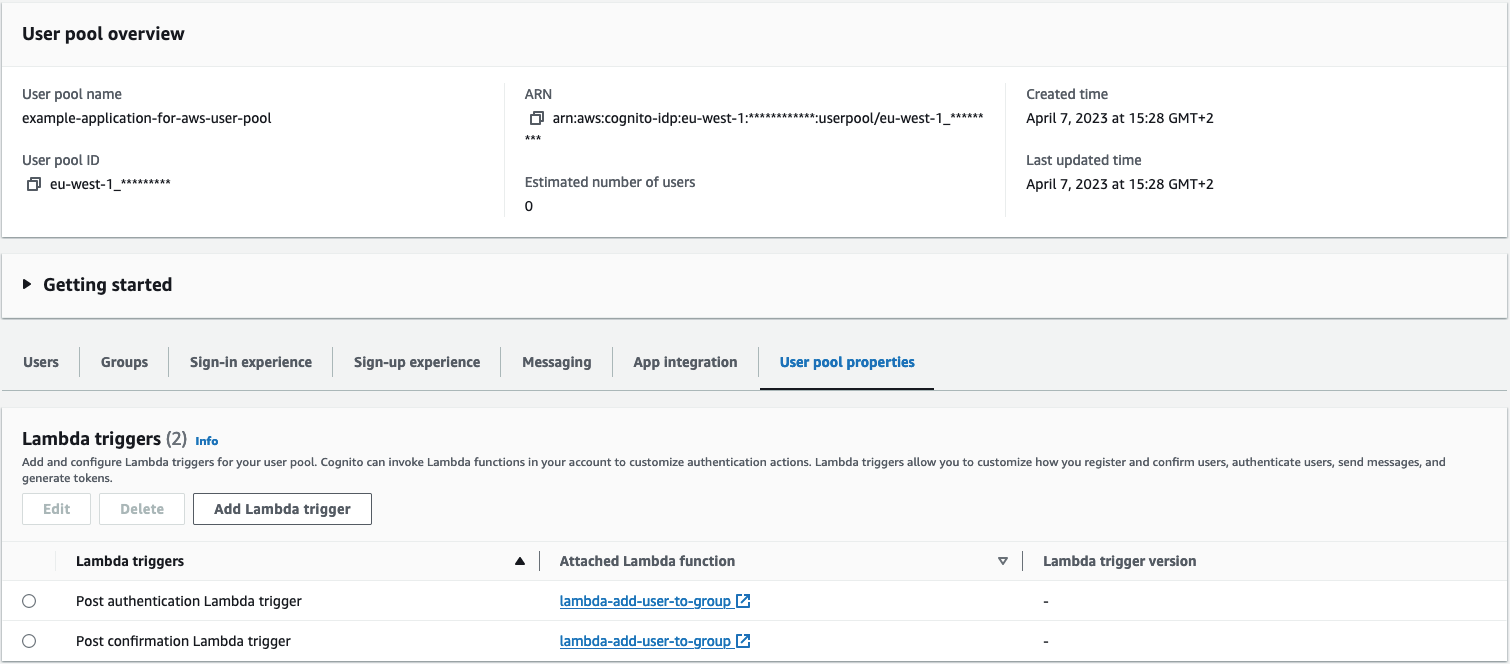 User pool overview
User pool name
example-application-for-aws-user-pool
User pool ID
eu-west-1_*********
ARN
arn:aws:cognito-idp:eu-west-1:************:userpool/eu-west-1_******
***
Estimated number of users
0
Created time
April 7, 2023 at 15:28 GMT+2
Last updated time
April 7, 2023 at 15:28 GMT+2
Getting started
Users Groups Sign-in experience Sign-up experience Messaging App integration User pool properties
Lambda triggers (2) Info
Add and configure Lambda triggers for your user pool. Cognito can invoke Lambda functions in your account to customize authentication actions. Lambda triggers allow you to customize how you register and confirm users, authenticate users, send messages, and
generate tokens.
Edit Delete Add Lambda trigger
Lambda triggers Attached Lambda function Lambda trigger version
Post authentication Lambda trigger lambda-add-user-to-group -
Post confirmation Lambda trigger lambda-add-user-to-group -